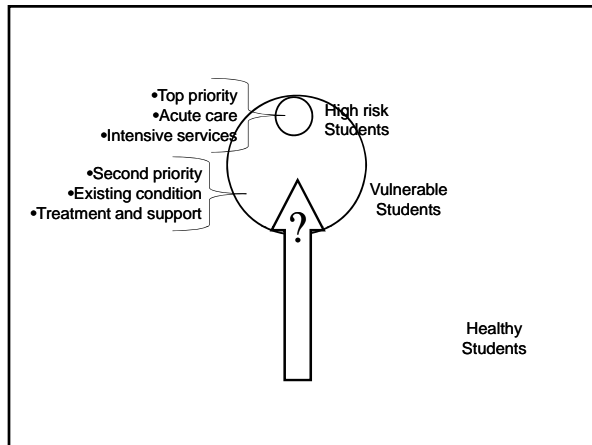 •Top priority
•Acute care
•Intensive services
High risk
Students
•Second priority
•Existing condition
•Treatment and support
Vulnerable
Students
?
Healthy
Students